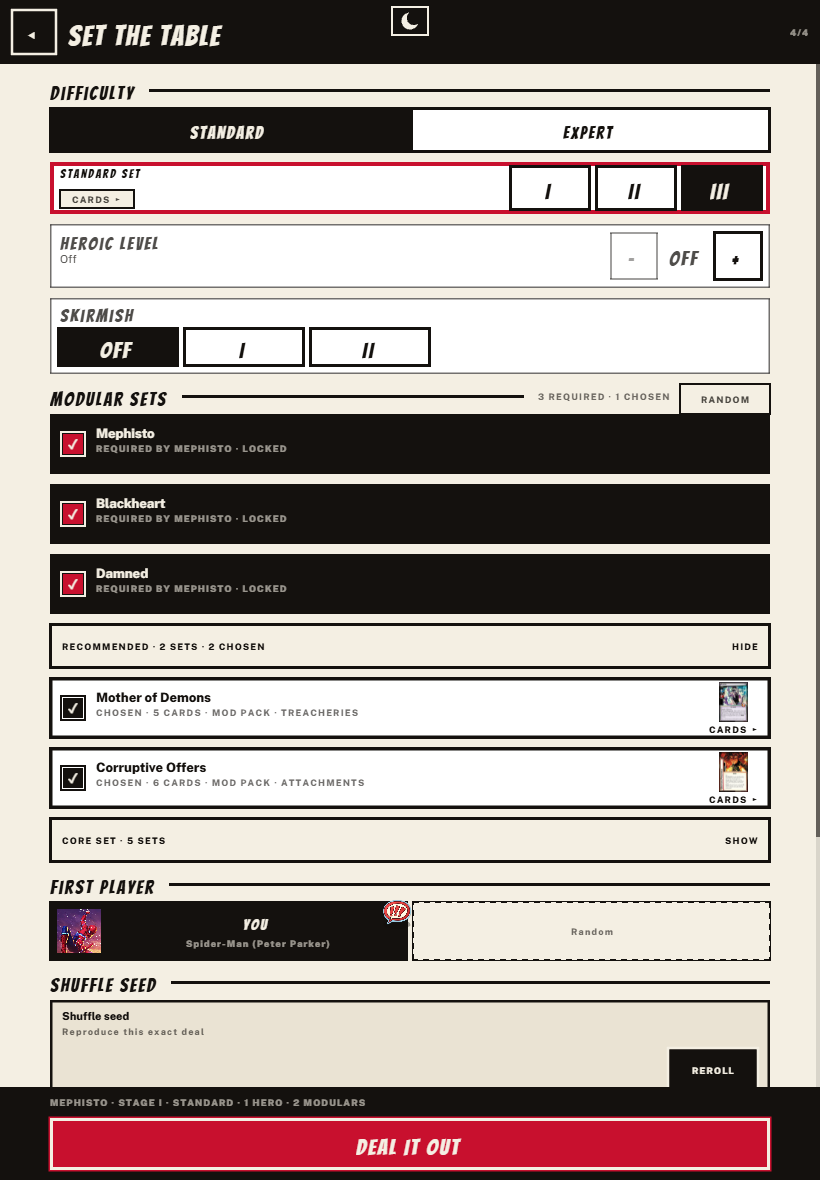 SET THE TABLE
4/4
DIFFICULTY
STANDARD
EXPERT
STANDARD SET
CARDS
I
II
III
HEROIC LEVEL
Off
-
OFF
+
SKIRMISH
OFF
I
II
MODULAR SETS
3 REQUIRED · 1 CHOSEN
RANDOM
Mephisto
REQUIRED BY MEPHISTO · LOCKED
Blackheart
REQUIRED BY MEPHISTO · LOCKED
Damned
REQUIRED BY MEPHISTO · LOCKED
RECOMMENDED · 2 SETS · 2 CHOSEN
HIDE
Mother of Demons
CHOSEN · 5 CARDS · MOD PACK · TREACHERIES
CARDS
Corruptive Offers
CHOSEN · 6 CARDS · MOD PACK · ATTACHMENTS
CARDS
CORE SET · 5 SETS
SHOW
FIRST PLAYER
YOU
Spider-Man (Peter Parker)
Random
SHUFFLE SEED
Shuffle seed
Reproduce this exact deal
REROLL
MEPHISTO · STAGE I · STANDARD · 1 HERO · 2 MODULARS
DEAL IT OUT